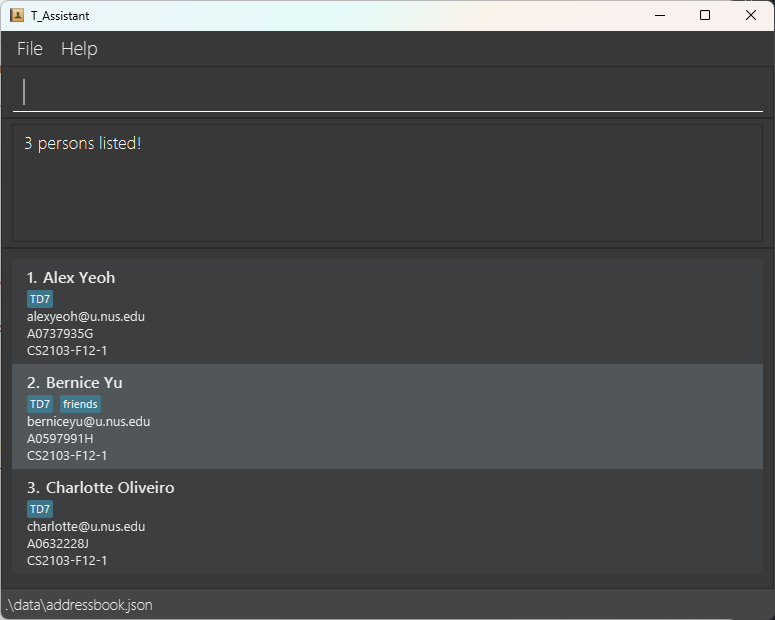 T_Assistant
File Help
3 persons listed!
1. Alex Yeoh
TD7
alexyeoh@u.nus.edu
A0737935G
CS2103-F12-1
2. Bernice Yu
TD7 friends
berniceyu@u.nus.edu
A0597991H
CS2103-F12-1
3. Charlotte Oliveiro
TD7
charlotte@u.nus.edu
A0632228J
CS2103-F12-1
.\data\addressbook.json